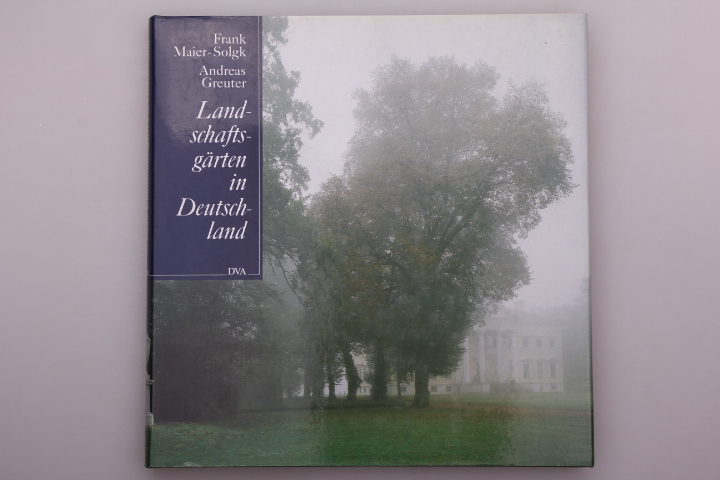 Frank
Maier-Solgk
Andreas
Greuter
Land-
schafts-
gärten
in
Deutsch-
land
DVA